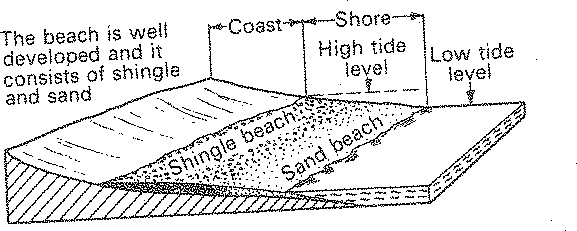 The beach is well
developed and it
consists of shingle
and sand
Coast
Shore
High tide
level
Low tide
level
Shingle beach
Sand beach